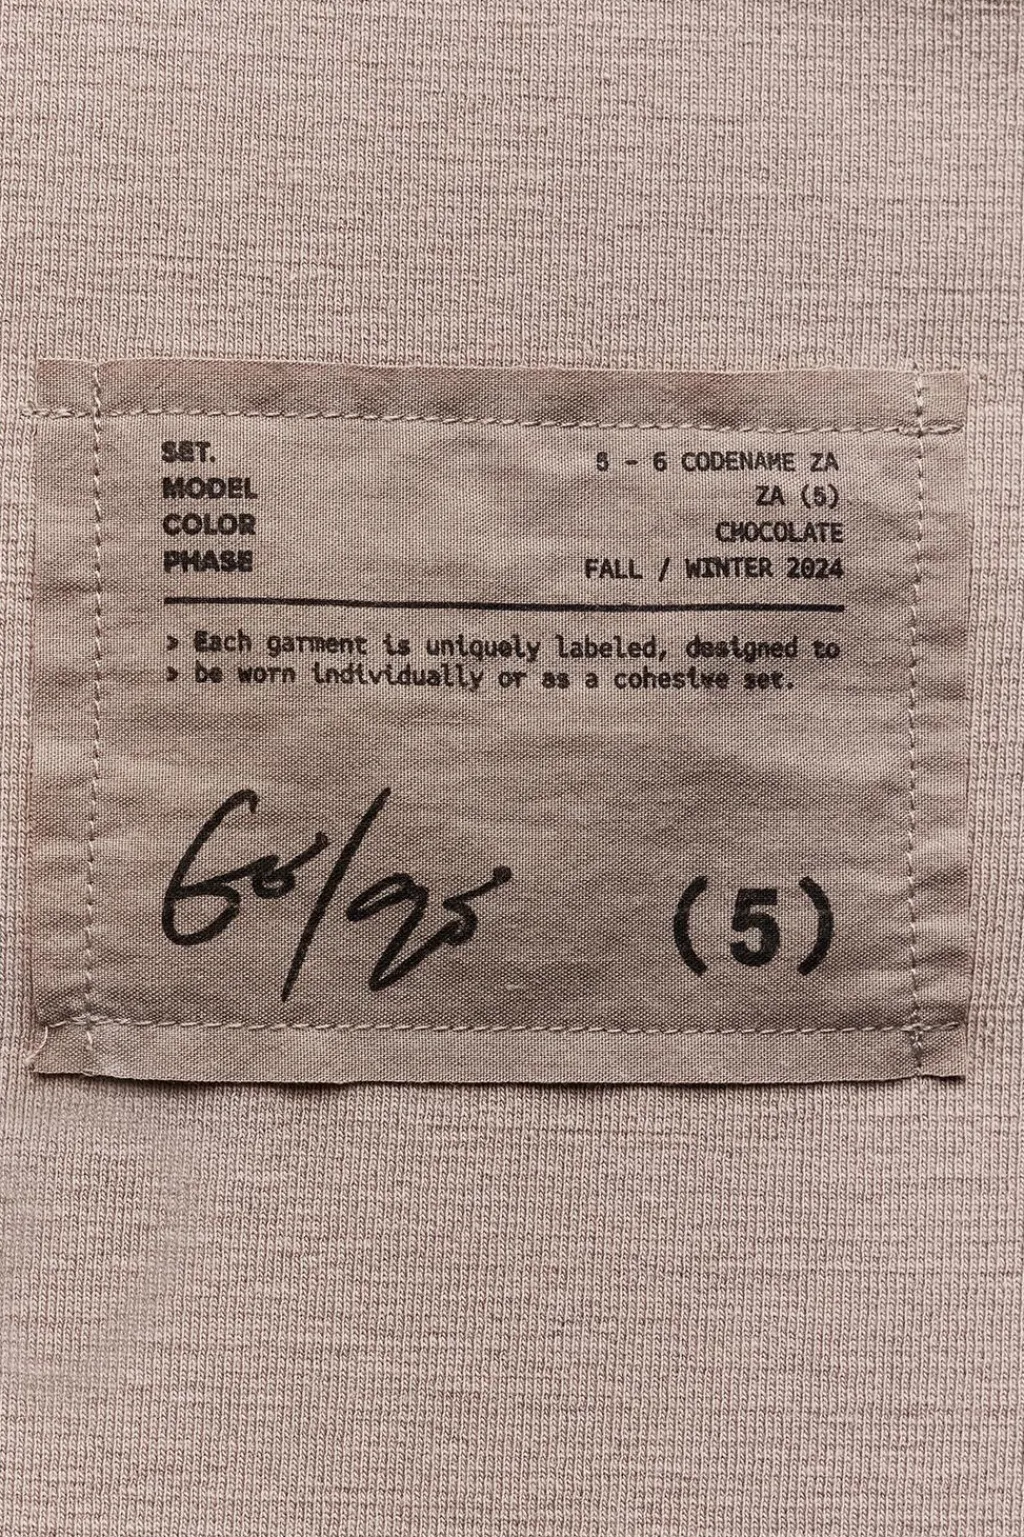 SET. 5 - 6 CODENAME ZA
MODEL ZA (5)
COLOR CHOCOLATE
PHASE FALL / WINTER 2024
> Each garment is uniquely labeled, designed to
> be worn individually or as a cohesive set.
(5)